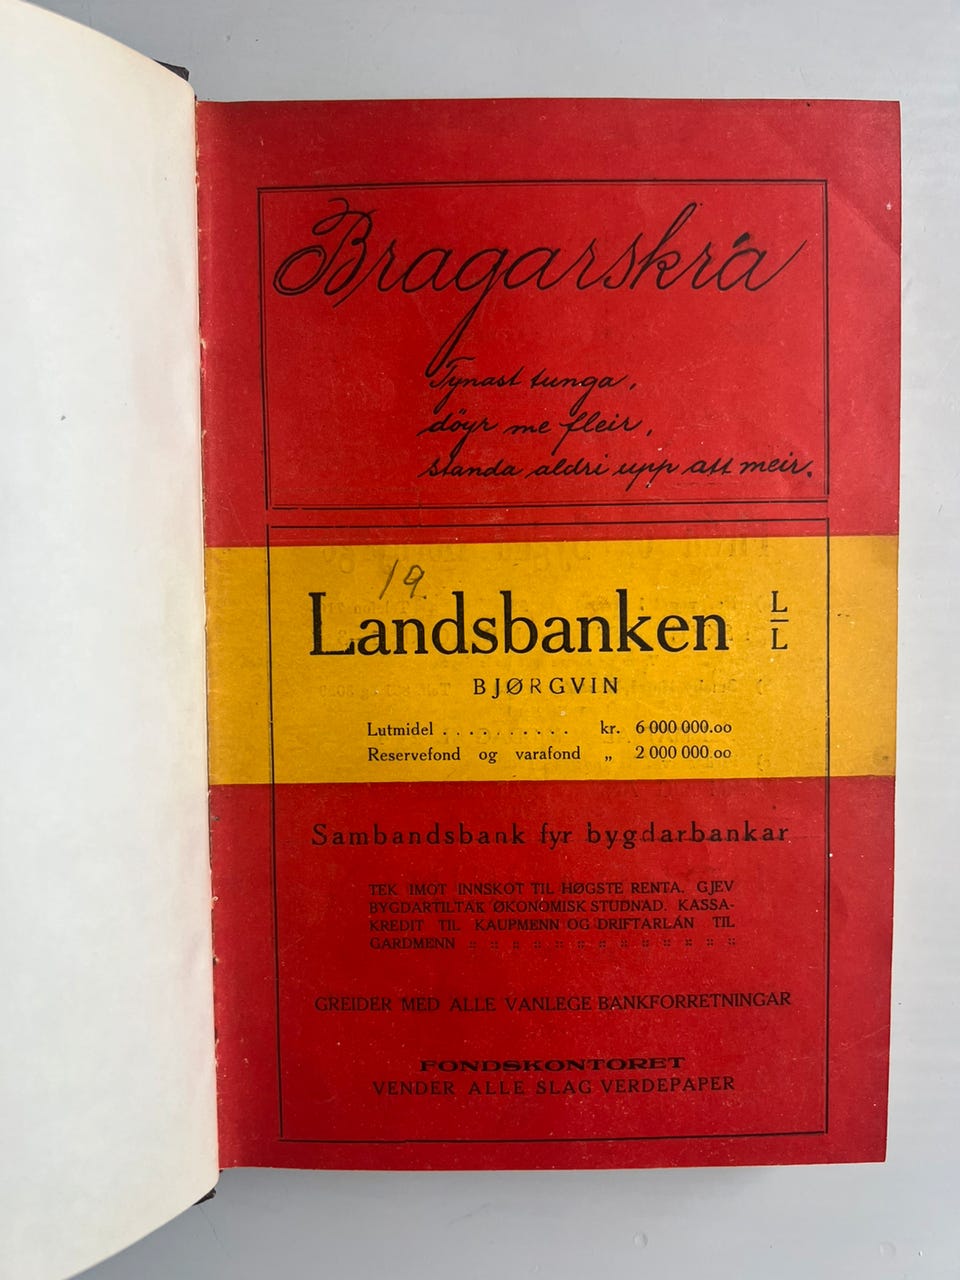 Bragarskrá
Tynast tunga,
döyr me fleir,
standa aldri upp att meir.
19.
Landsbanken L/L
BJØRGVIN
Lutmidel . . . . . . . . . . kr. 6 000 000.oo
Reservefond og varafond „ 2 000 000.oo
Sambandsbank fyr bygdarbankar
TEK IMOT INNSKOT TIL HØGSTE RENTA. GJEV
BYGDARTILTAK ØKONOMISK STUDNAD. KASSA-
KREDIT TIL KAUPMENN OG DRIFTARLÅN TIL
GARDMENN :: :: :: :: :: :: :: :: :: :: :: :: ::
GREIDER MED ALLE VANLEGE BANKFORRETNINGAR
FONDSKONTORET
VENDER ALLE SLAG VERDEPAPER